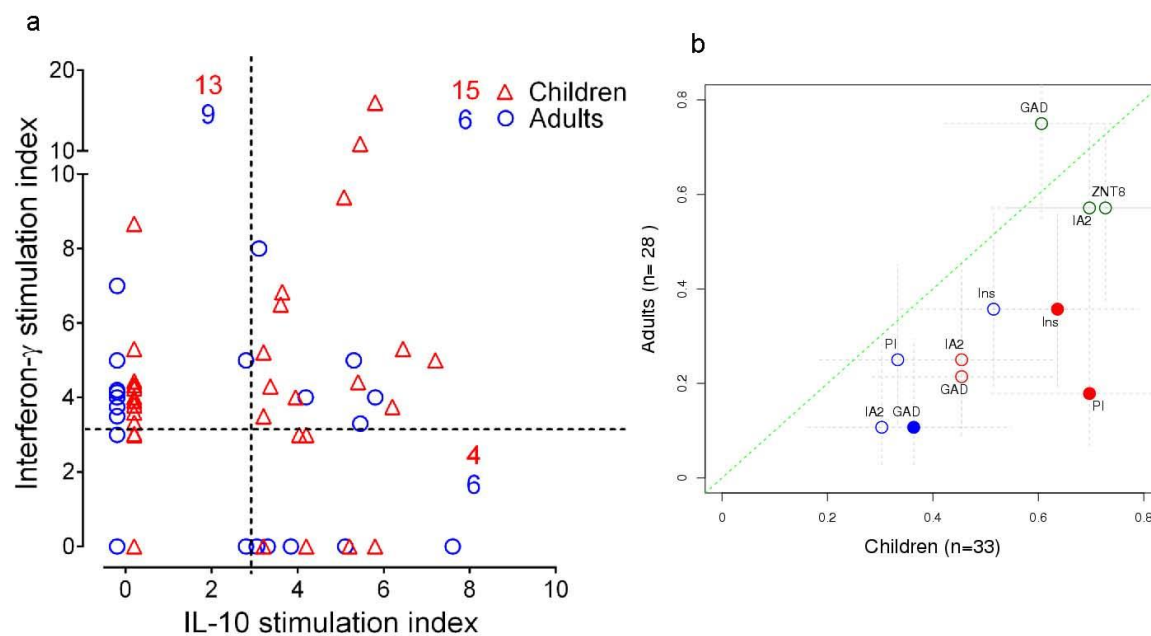 a
20
10
10
8
6
4
2
0
Interferon-γ stimulation index
13
9
15 Children
6 Adults
4
6
0 2 4 6 8 10
IL-10 stimulation index
b
0.8
0.6
0.4
0.2
0
Adults (n= 28)
GAD
ZNT8
IA2
Ins
Ins
PI
IA2
GAD
PI
IA2 GAD
0 0.2 0.4 0.6 0.8
Children (n=33)